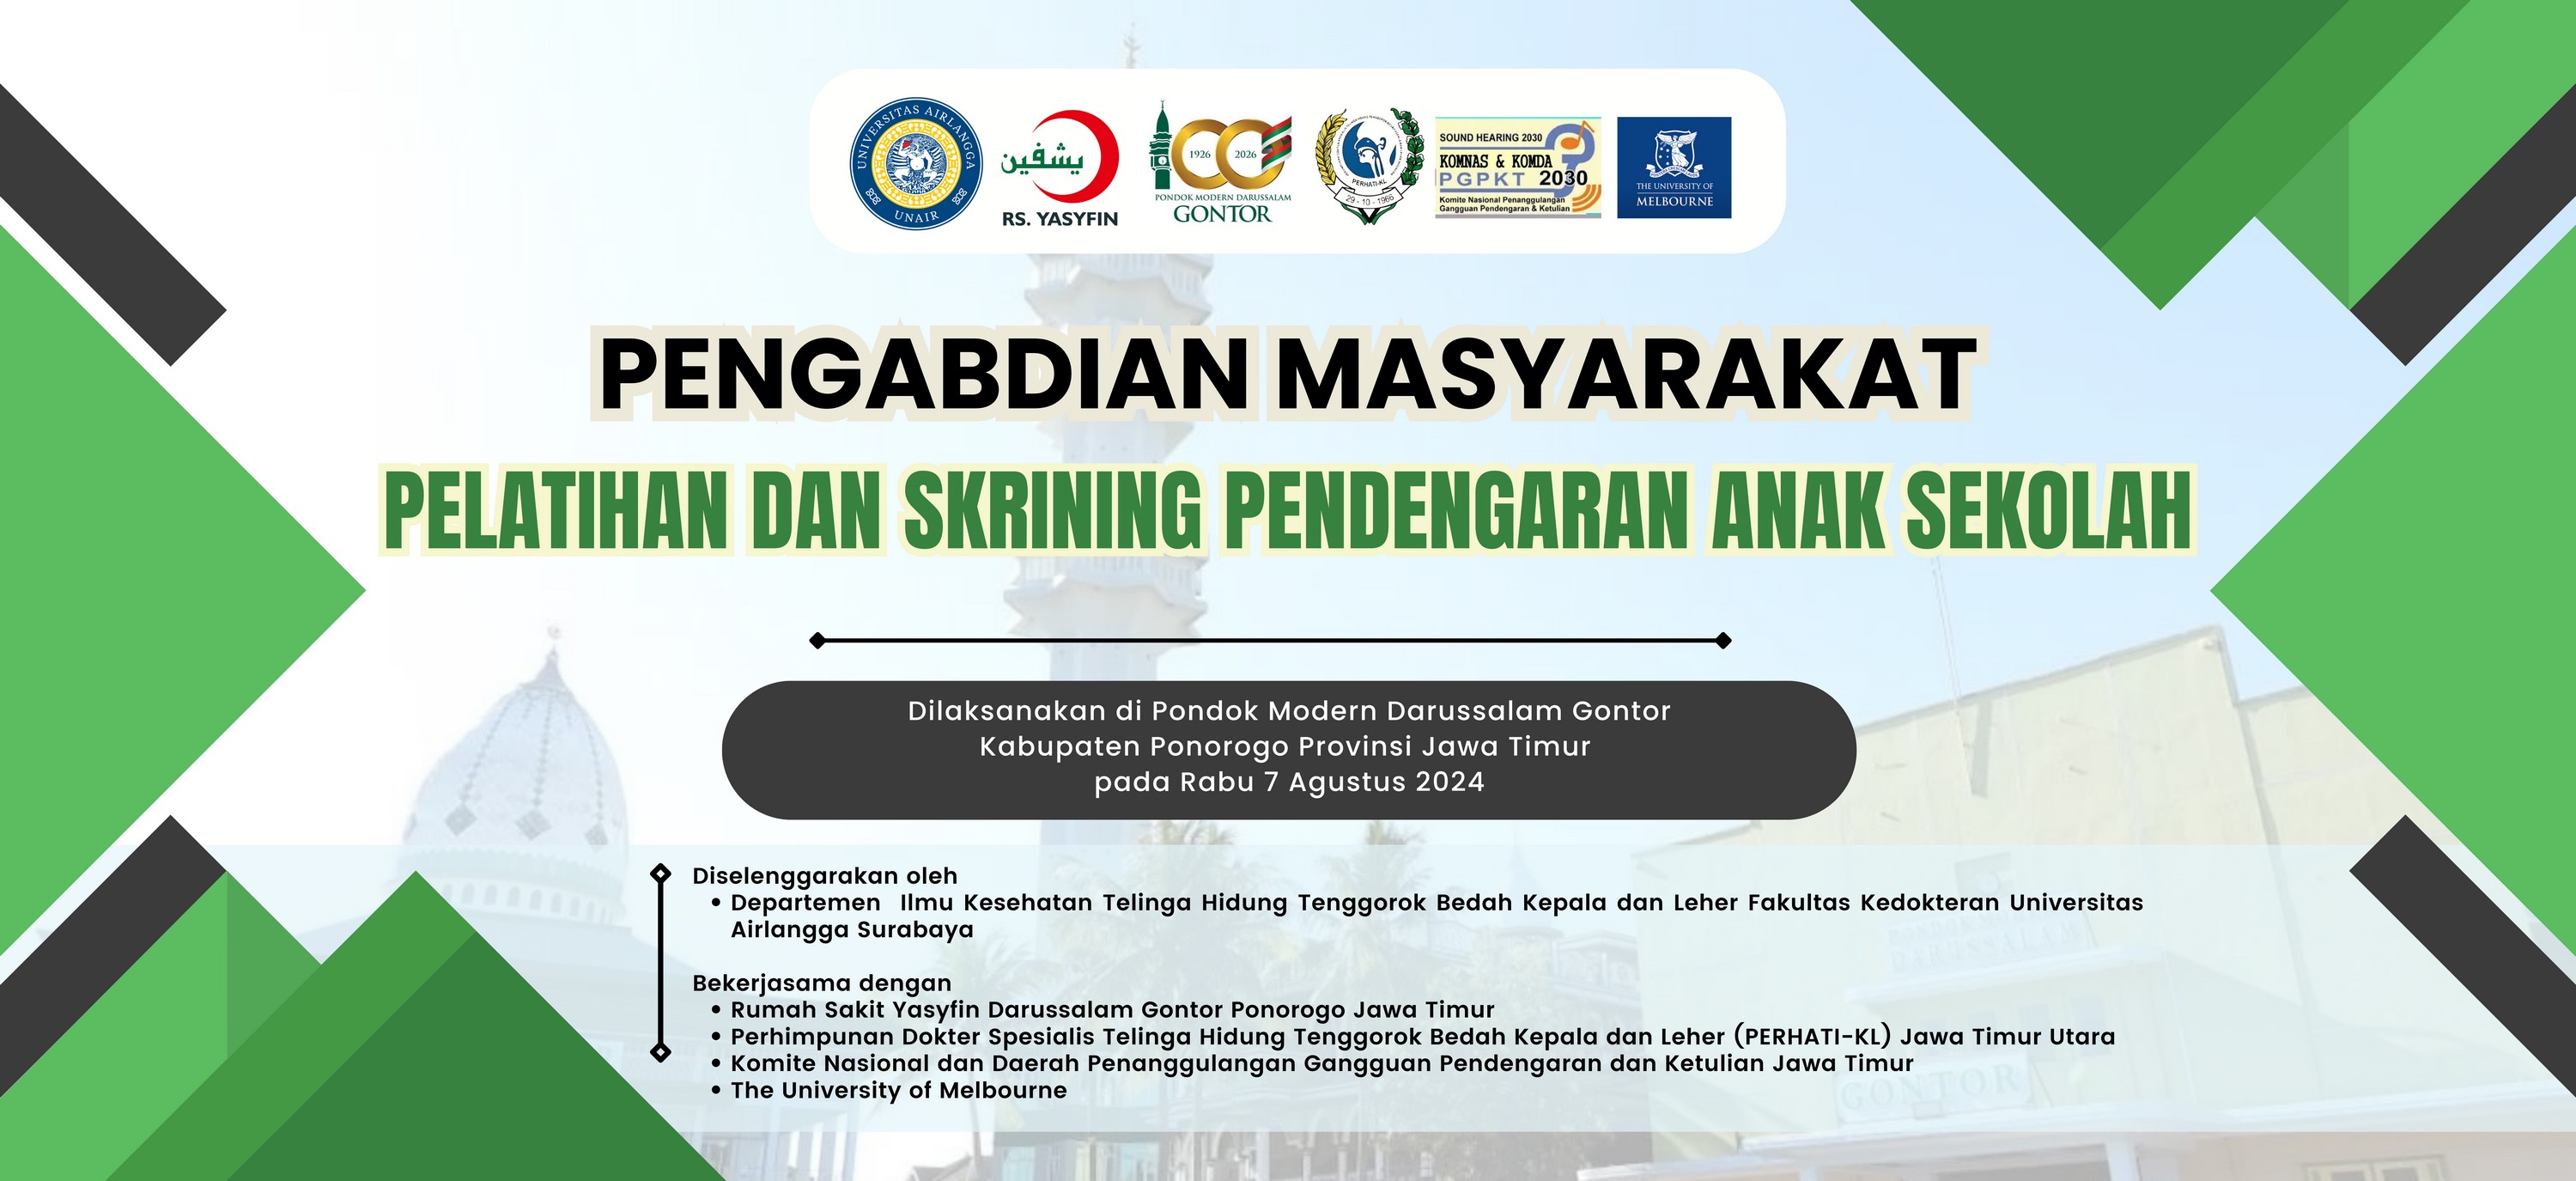 UNIVERSITAS AIRLANGGA
UNAIR
يشفين
RS. YASYFIN
1926 2026
PONDOK MODERN DARUSSALAM
GONTOR
PERHATI-KL
29 - 10 - 1966
SOUND HEARING 2030
KOMNAS & KOMDA
PGPKT 2030
Komite Nasional Penanggulangan
Gangguan Pendengaran & Ketulian
THE UNIVERSITY OF
MELBOURNE
PENGABDIAN MASYARAKAT
PELATIHAN DAN SKRINING PENDENGARAN ANAK SEKOLAH
Dilaksanakan di Pondok Modern Darussalam Gontor
Kabupaten Ponorogo Provinsi Jawa Timur
pada Rabu 7 Agustus 2024
Diselenggarakan oleh
• Departemen Ilmu Kesehatan Telinga Hidung Tenggorok Bedah Kepala dan Leher Fakultas Kedokteran Universitas
Airlangga Surabaya
Bekerjasama dengan
• Rumah Sakit Yasyfin Darussalam Gontor Ponorogo Jawa Timur
• Perhimpunan Dokter Spesialis Telinga Hidung Tenggorok Bedah Kepala dan Leher (PERHATI-KL) Jawa Timur Utara
• Komite Nasional dan Daerah Penanggulangan Gangguan Pendengaran dan Ketulian Jawa Timur
• The University of Melbourne
DARUSSALAM
GONTOR